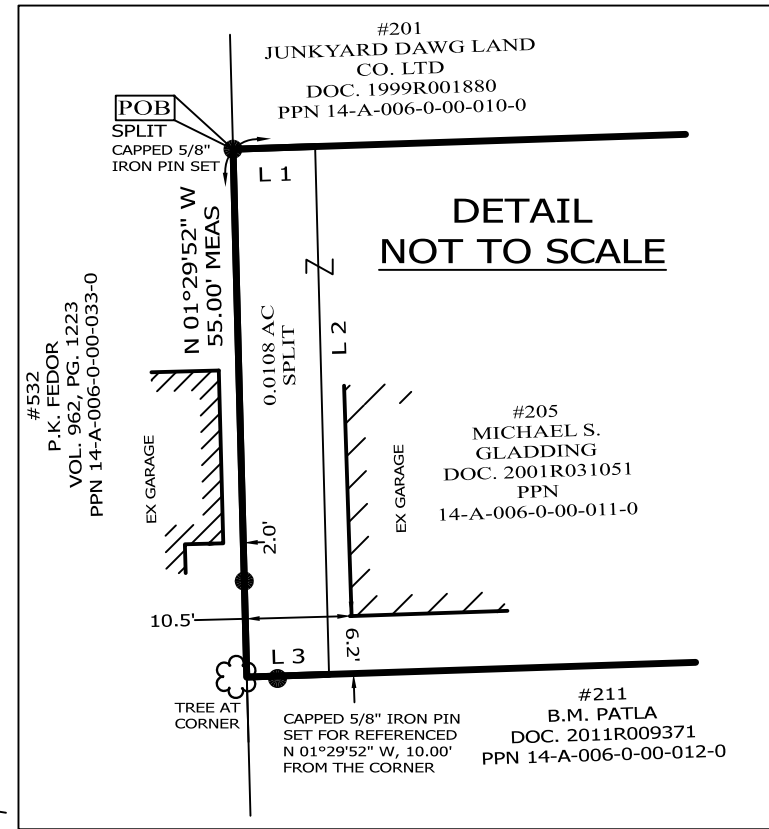 #201
JUNKYARD DAWG LAND
CO. LTD
DOC. 1999R001880
PPN 14-A-006-0-00-010-0
POB
SPLIT
CAPPED 5/8"
IRON PIN SET
L 1
DETAIL
NOT TO SCALE
N 01°29'52" W
55.00' MEAS
0.0108 AC
SPLIT
L 2
#532
P.K. FEDOR
VOL. 962, PG. 1223
PPN 14-A-006-0-00-033-0
EX GARAGE
EX GARAGE
#205
MICHAEL S.
GLADDING
DOC. 2001R031051
PPN
14-A-006-0-00-011-0
2.0'
10.5'
6.2'
L 3
TREE AT
CORNER
CAPPED 5/8" IRON PIN
SET FOR REFERENCED
N 01°29'52" W, 10.00'
FROM THE CORNER
#211
B.M. PATLA
DOC. 2011R009371
PPN 14-A-006-0-00-012-0